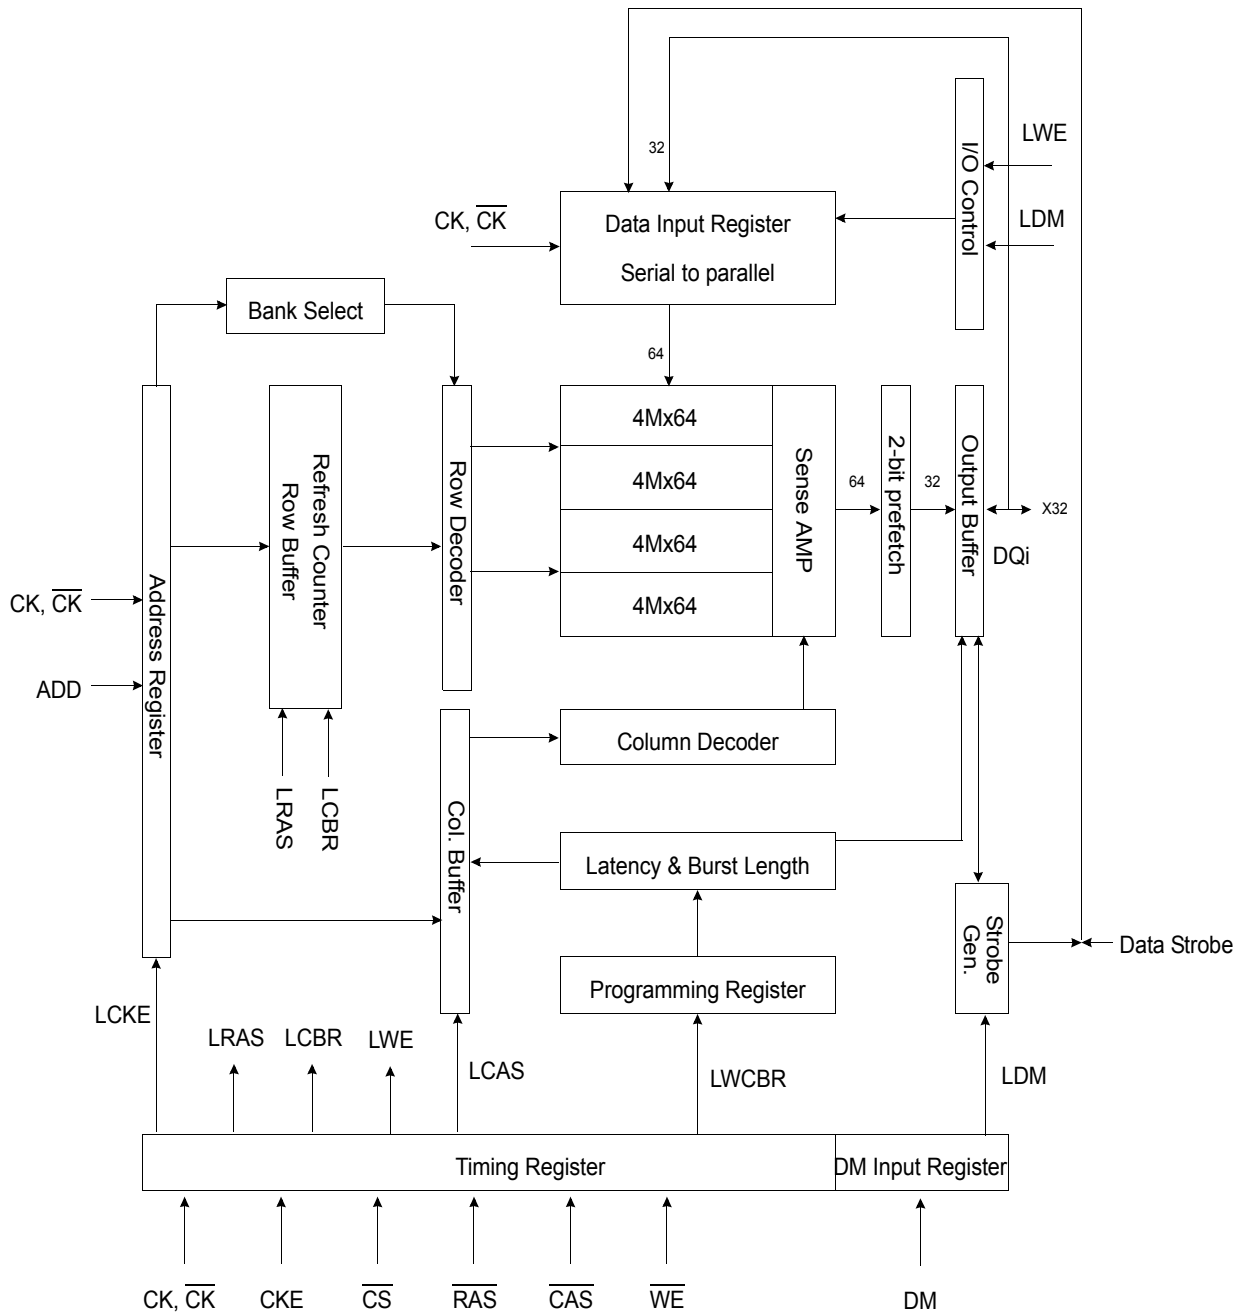 32
LWE
I/O Control
CK, CK
Data Input Register
Serial to parallel
LDM
Bank Select
64
Address Register
Refresh Counter
Row Buffer
Row Decoder
4Mx64
4Mx64
4Mx64
4Mx64
Sense AMP
64
2-bit prefetch
32
Output Buffer
X32
DQi
CK, CK
ADD
LRAS
LCBR
Col. Buffer
Column Decoder
Latency & Burst Length
Strobe
Gen.
Data Strobe
Programming Register
LCKE
LRAS
LCBR
LWE
LCAS
LWCBR
LDM
Timing Register
DM Input Register
CK, CK
CKE
CS
RAS
CAS
WE
DM